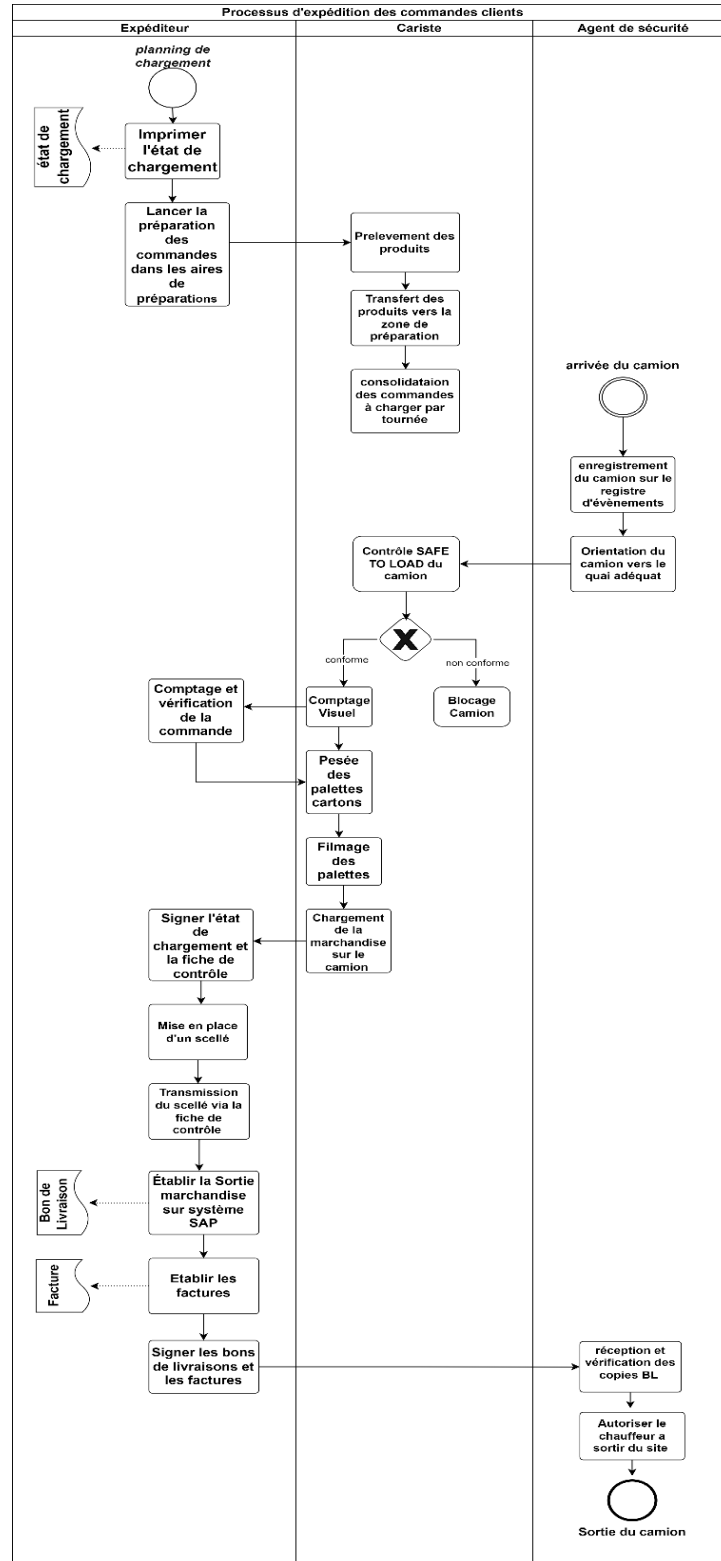 Processus d'expédition des commandes clients
Expéditeur
Cariste
Agent de sécurité
planning de
chargement
état de
chargement
Imprimer
l'état de
chargement
Lancer la
préparation
des
commandes
dans les aires
de
préparations
Prelevement des
produits
Transfert des
produits vers la
zone de
préparation
consolidataion
des commandes
à charger par
tournée
arrivée du camion
enregistrement
du camion sur le
registre
d'évènements
Orientation du
camion vers le
quai adéquat
Contrôle SAFE
TO LOAD du
camion
conforme
non conforme
Comptage et
vérification
de la
commande
Comptage
Visuel
Blocage
Camion
Pesée
des
palettes
cartons
Filmage
des
palettes
Chargement
de la
marchandise
sur le
camion
Signer l'état
de
chargement et
la fiche de
contrôle
Mise en place
d'un scellé
Transmission
du scellé via la
fiche de
contrôle
Bon de
Livraison
Établir la Sortie
marchandise
sur système
SAP
Facture
Etablir les
factures
Signer les bons
de livraisons et
les factures
réception et
vérification des
copies BL
Autoriser le
chauffeur a
sortir du site
Sortie du camion